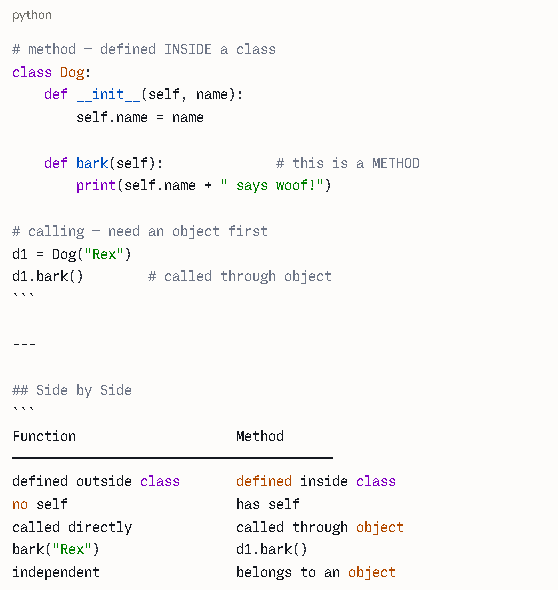 python
# method — defined INSIDE a class
class Dog:
    def __init__(self, name):
        self.name = name
    def bark(self):              # this is a METHOD
        print(self.name + " says woof!")
# calling — need an object first
d1 = Dog("Rex")
d1.bark()        # called through object
```
---
## Side by Side
```
Function                    Method
────────────────────────────────────────
defined outside class       defined inside class
no self                     has self
called directly             called through object
bark("Rex")                 d1.bark()
independent                 belongs to an object